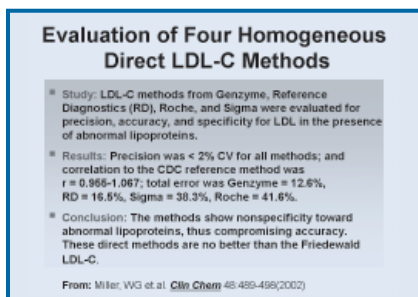 Evaluation of Four Homogeneous
Direct LDL-C Methods
Study: LDL-C methods from Genzyme, Reference
Diagnostics (RD), Roche, and Sigma were evaluated for
precision, accuracy, and specificity for LDL in the presence
of abnormal lipoproteins.
Results: Precision was < 2% CV for all methods; and
correlation to the CDC reference method was
r = 0.955-1.067; total error was Genzyme = 12.6%,
RD = 16.5%, Sigma = 38.3%, Roche = 41.6%.
Conclusion: The methods show nonspecificity toward
abnormal lipoproteins, thus compromising accuracy.
These direct methods are no better than the Friedewald
LDL-C.
From: Miller, WG et al. Clin Chem 48:489-498(2002)